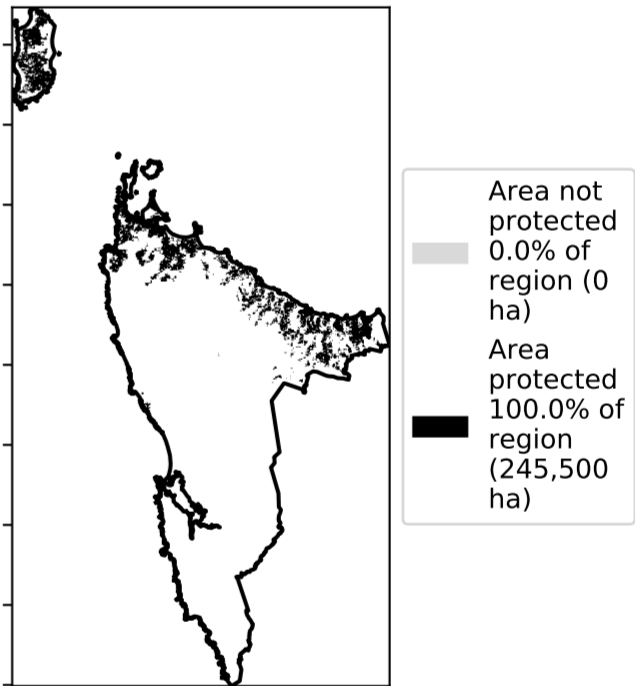 Area not
protected
0.0% of
region (0
ha)
Area
protected
100.0% of
region
(245,500
ha)